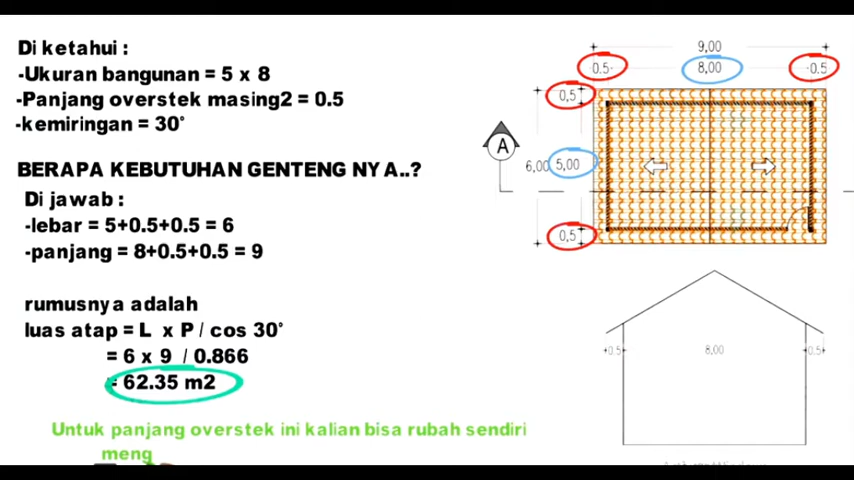 Di ketahui :
-Ukuran bangunan = 5 x 8
-Panjang overstek masing2 = 0.5
-kemiringan = 30°
BERAPA KEBUTUHAN GENTENG NYA..?
Di jawab :
-lebar = 5+0.5+0.5 = 6
-panjang = 8+0.5+0.5 = 9
rumusnya adalah
luas atap = L x P / cos 30°
= 6 x 9 / 0.866
= 62.35 m2
Untuk panjang overstek ini kalian bisa rubah sendiri
meng
9,00
0.5 8,00 0.5
0,5
A
6,00 5,00
0,5
0.5 8,00 0.5